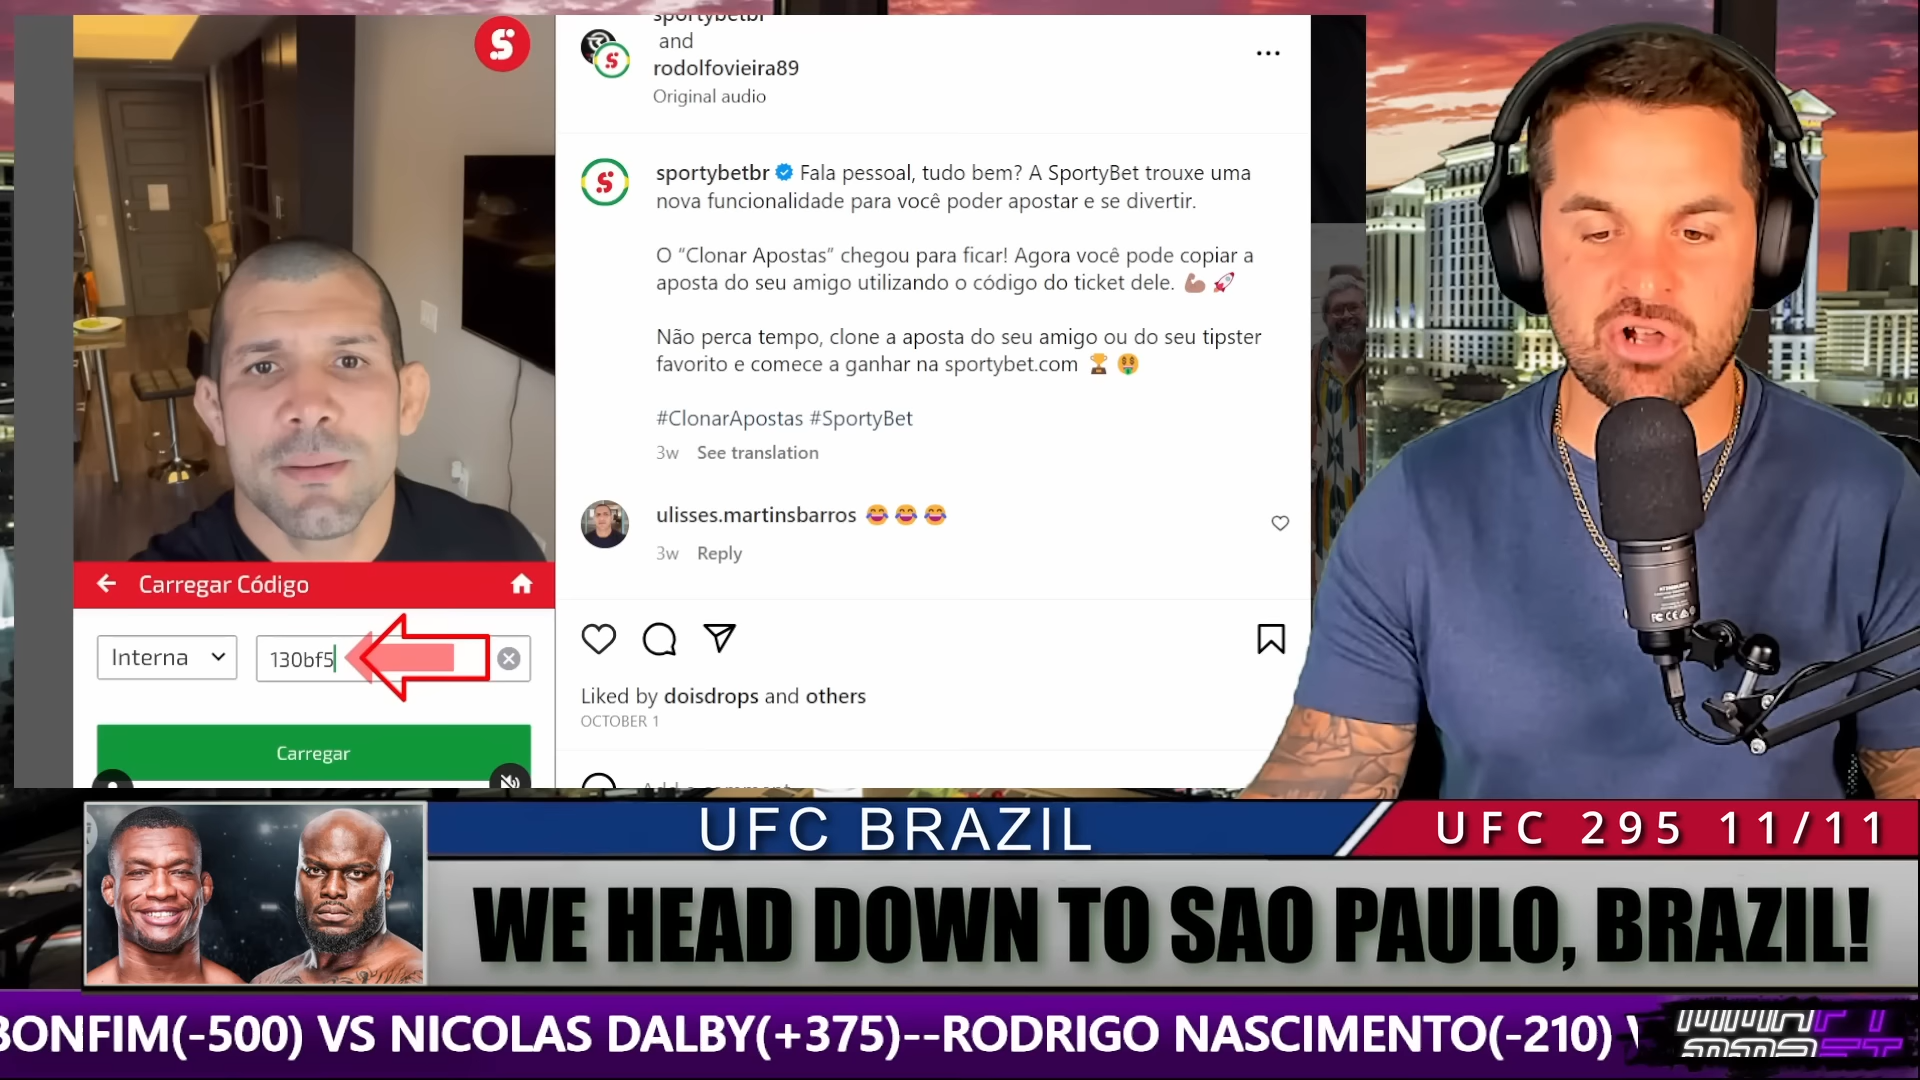 sportybetbr
and
rodolfovieira89
Original audio
sportybetbr Fala pessoal, tudo bem? A SportyBet trouxe uma
nova funcionalidade para você poder apostar e se divertir.
O “Clonar Apostas” chegou para ficar! Agora você pode copiar a
aposta do seu amigo utilizando o código do ticket dele. 💪🏽 🚀
Não perca tempo, clone a aposta do seu amigo ou do seu tipster
favorito e comece a ganhar na sportybet.com 🏆 🤑
#ClonarApostas #SportyBet
3w See translation
ulisses.martinsbarros 😂 😂 😂
3w Reply
Liked by doisdrops and others
OCTOBER 1
Carregar Código
Interna
130bf5
Carregar
UFC BRAZIL
UFC 295 11/11
WE HEAD DOWN TO SAO PAULO, BRAZIL!
BONFIM(-500) VS NICOLAS DALBY(+375)--RODRIGO NASCIMENTO(-210)